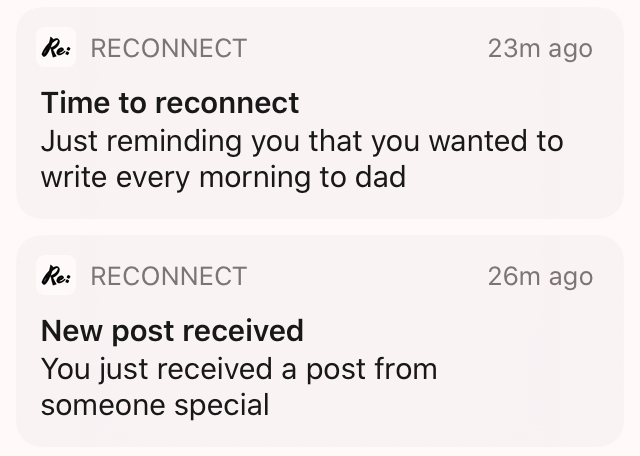 Re: RECONNECT 23m ago
Time to reconnect
Just reminding you that you wanted to
write every morning to dad
Re: RECONNECT 26m ago
New post received
You just received a post from
someone special